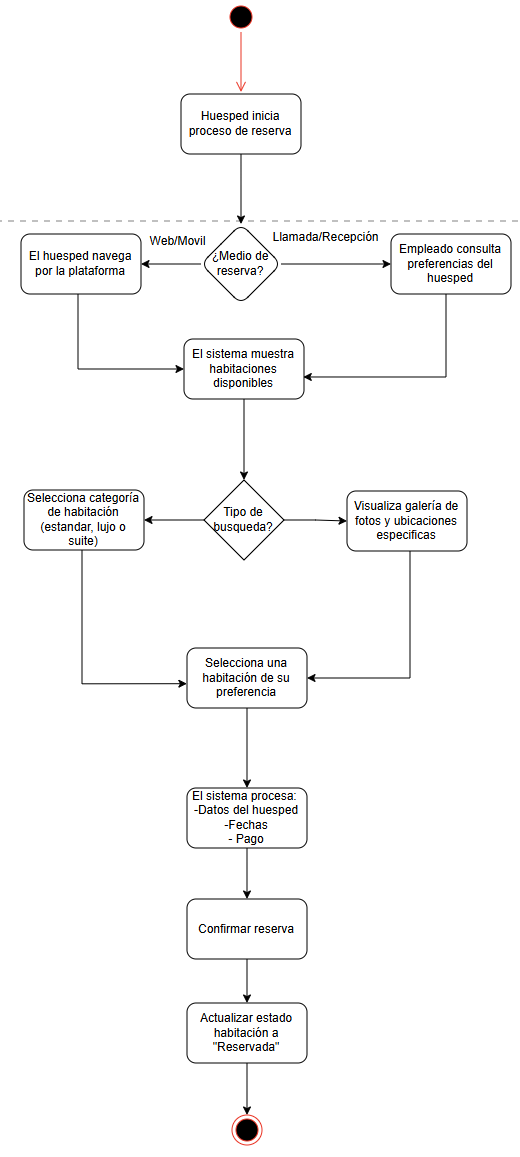 Huesped inicia
proceso de reserva
Web/Movil
Llamada/Recepción
El huesped navega
por la plataforma
¿Medio de
reserva?
Empleado consulta
preferencias del
huesped
El sistema muestra
habitaciones
disponibles
Selecciona categoría
de habitación
(estandar, lujo o
suite)
Tipo de
busqueda?
Visualiza galería de
fotos y ubicaciones
especificas
Selecciona una
habitación de su
preferencia
El sistema procesa:
-Datos del huesped
-Fechas
- Pago
Confirmar reserva
Actualizar estado
habitación a
"Reservada"